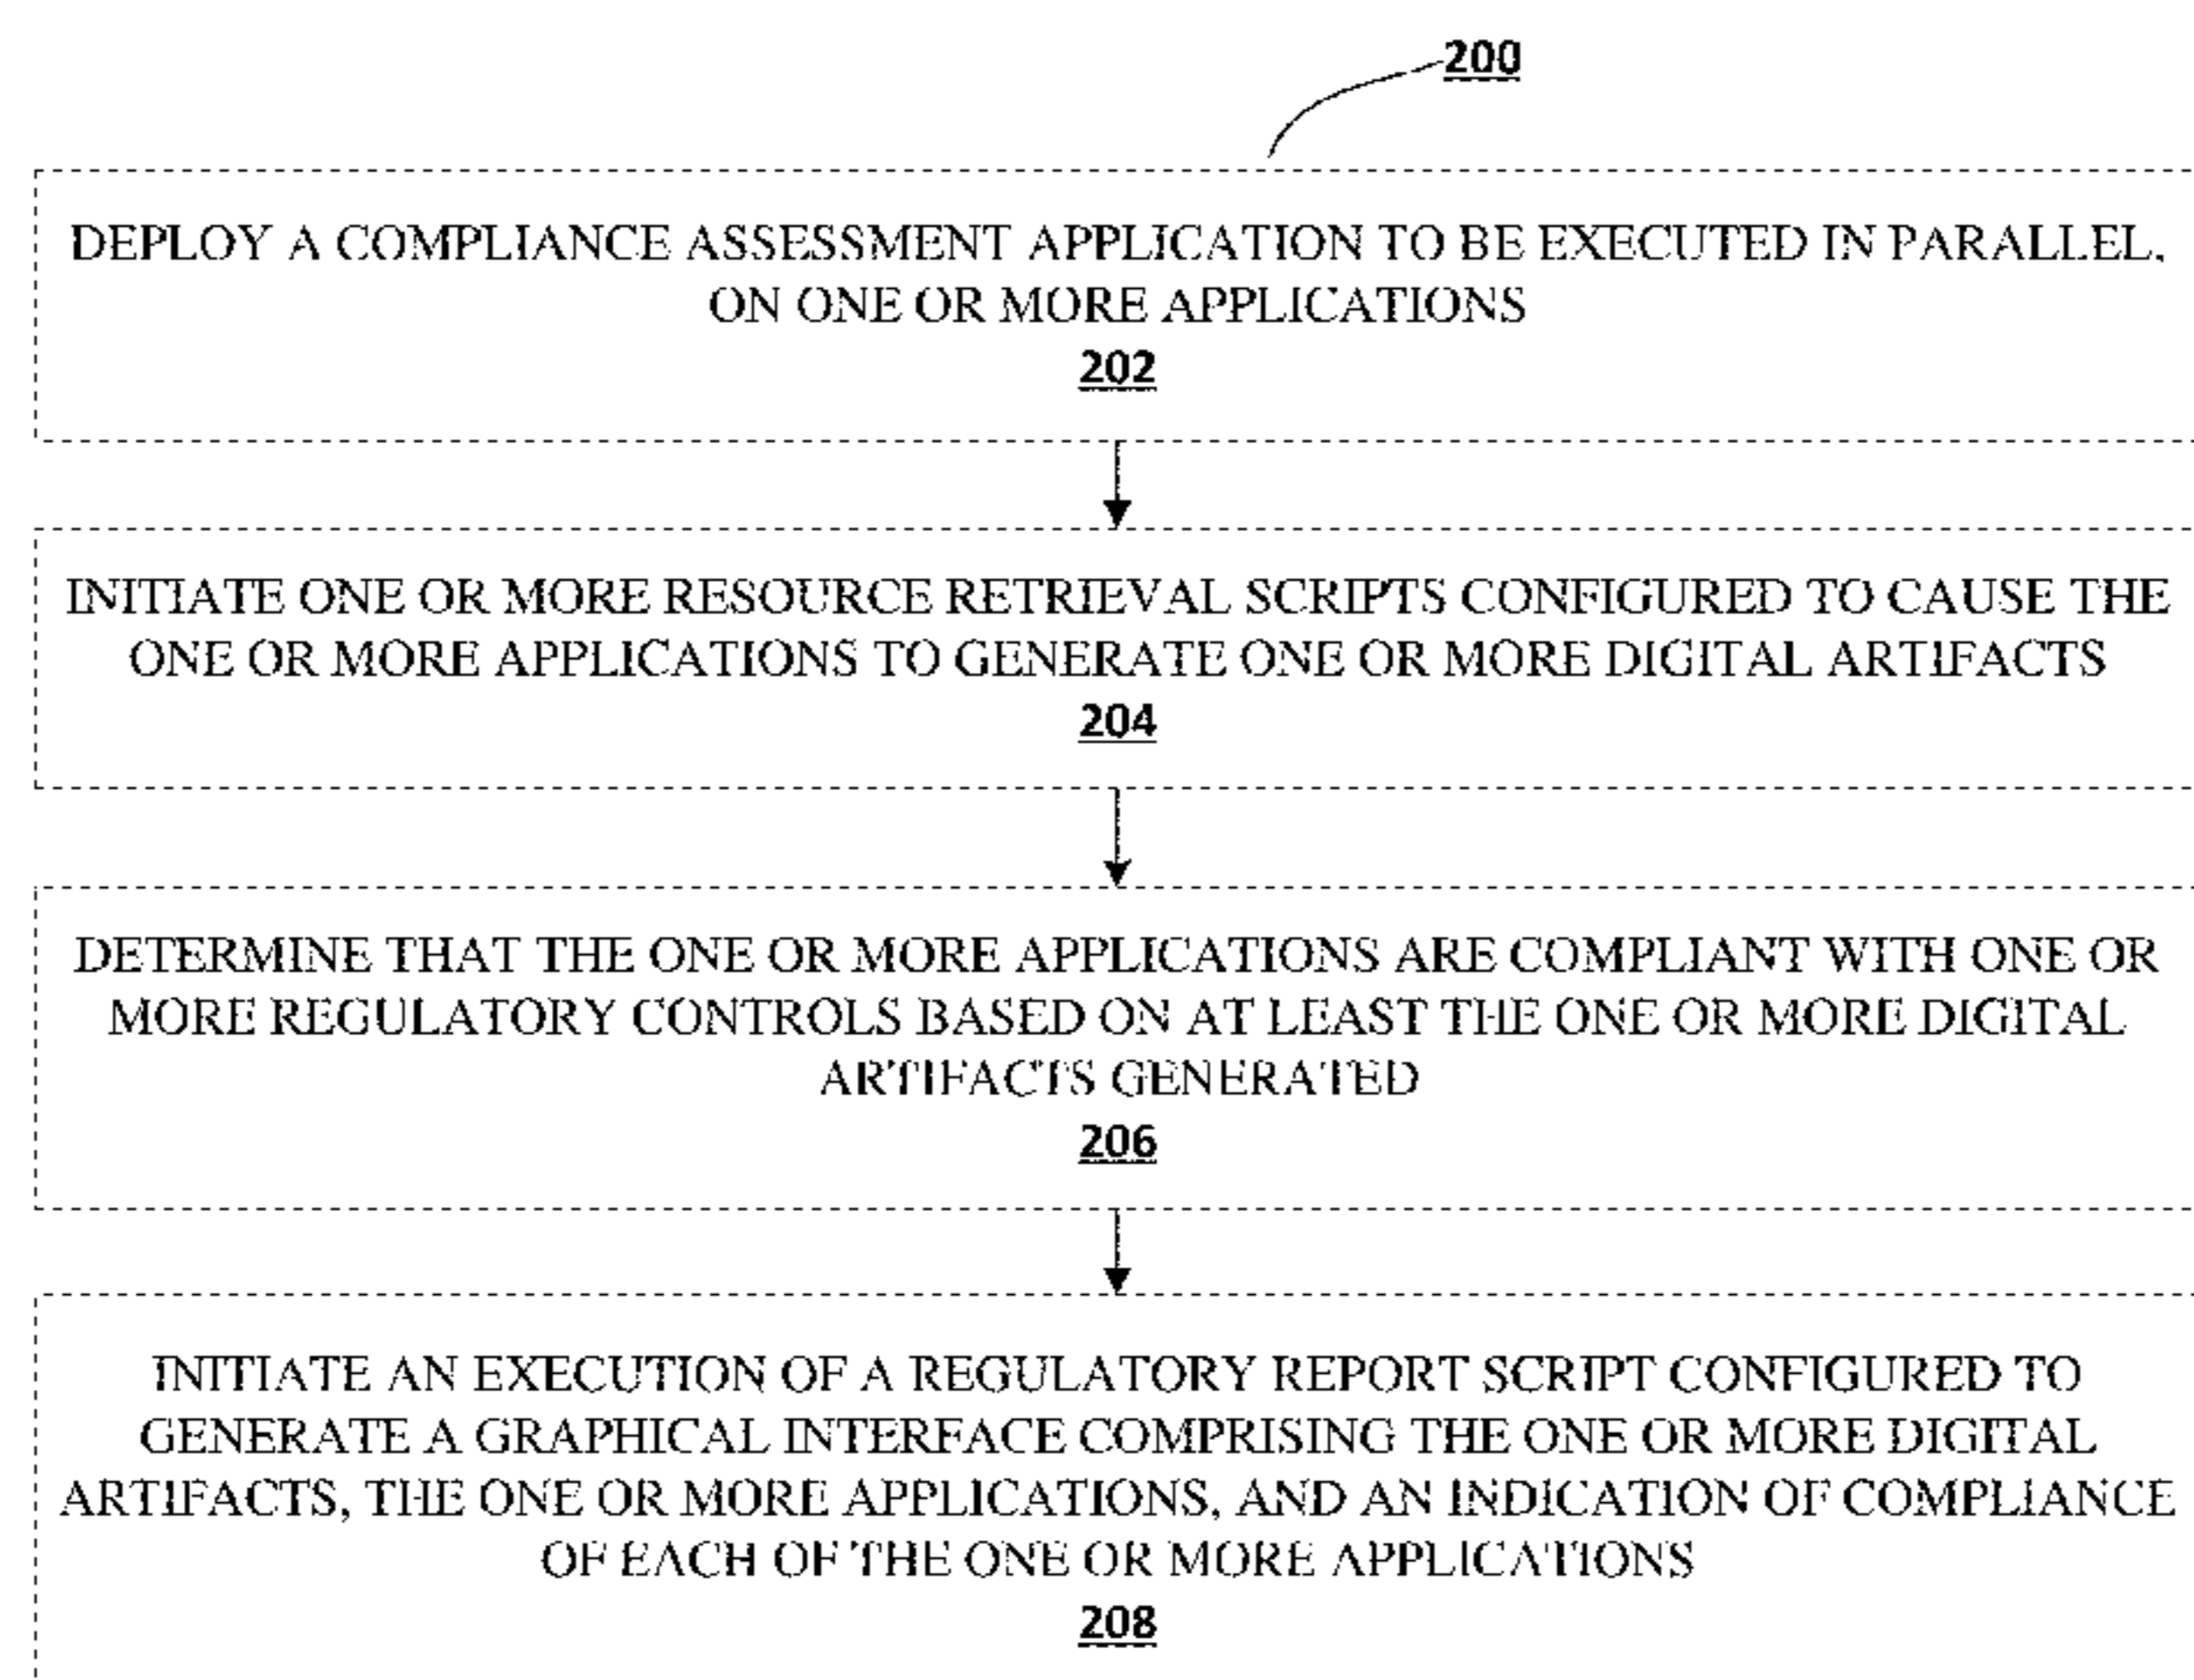 200
DEPLOY A COMPLIANCE ASSESSMENT APPLICATION TO BE EXECUTED IN PARALLEL,
ON ONE OR MORE APPLICATIONS
202
INITIATE ONE OR MORE RESOURCE RETRIEVAL SCRIPTS CONFIGURED TO CAUSE THE
ONE OR MORE APPLICATIONS TO GENERATE ONE OR MORE DIGITAL ARTIFACTS
204
DETERMINE THAT THE ONE OR MORE APPLICATIONS ARE COMPLIANT WITH ONE OR
MORE REGULATORY CONTROLS BASED ON AT LEAST THE ONE OR MORE DIGITAL
ARTIFACTS GENERATED
206
INITIATE AN EXECUTION OF A REGULATORY REPORT SCRIPT CONFIGURED TO
GENERATE A GRAPHICAL INTERFACE COMPRISING THE ONE OR MORE DIGITAL
ARTIFACTS, THE ONE OR MORE APPLICATIONS, AND AN INDICATION OF COMPLIANCE
OF EACH OF THE ONE OR MORE APPLICATIONS
208